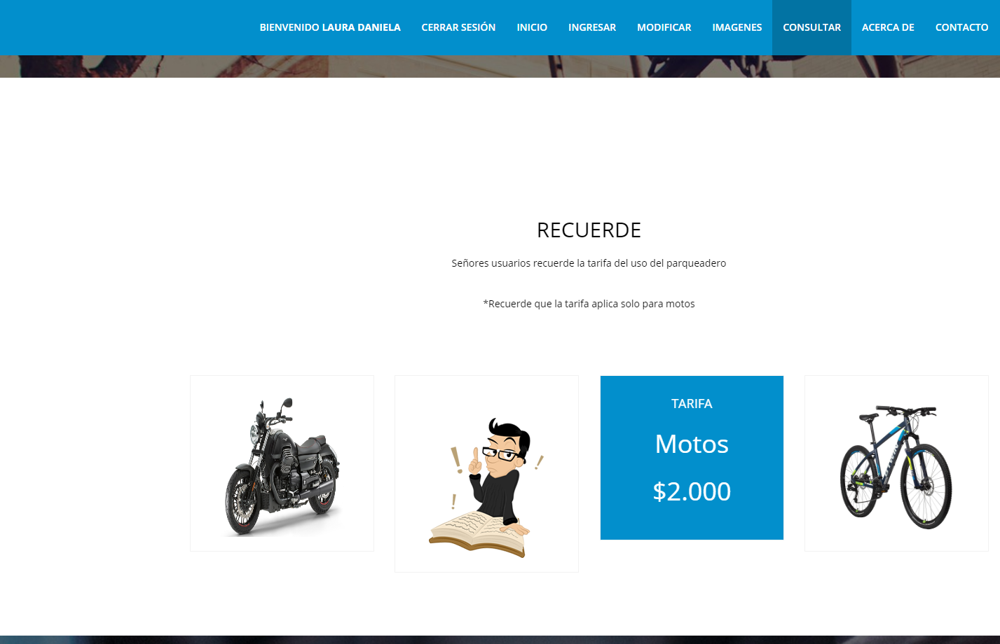 BIENVENIDO LAURA DANIELA CERRAR SESIÓN INICIO INGRESAR MODIFICAR IMAGENES CONSULTAR ACERCA DE CONTACTO
RECUERDE
Señores usuarios recuerde la tarifa del uso del parqueadero
*Recuerde que la tarifa aplica solo para motos
TARIFA
Motos
$2.000